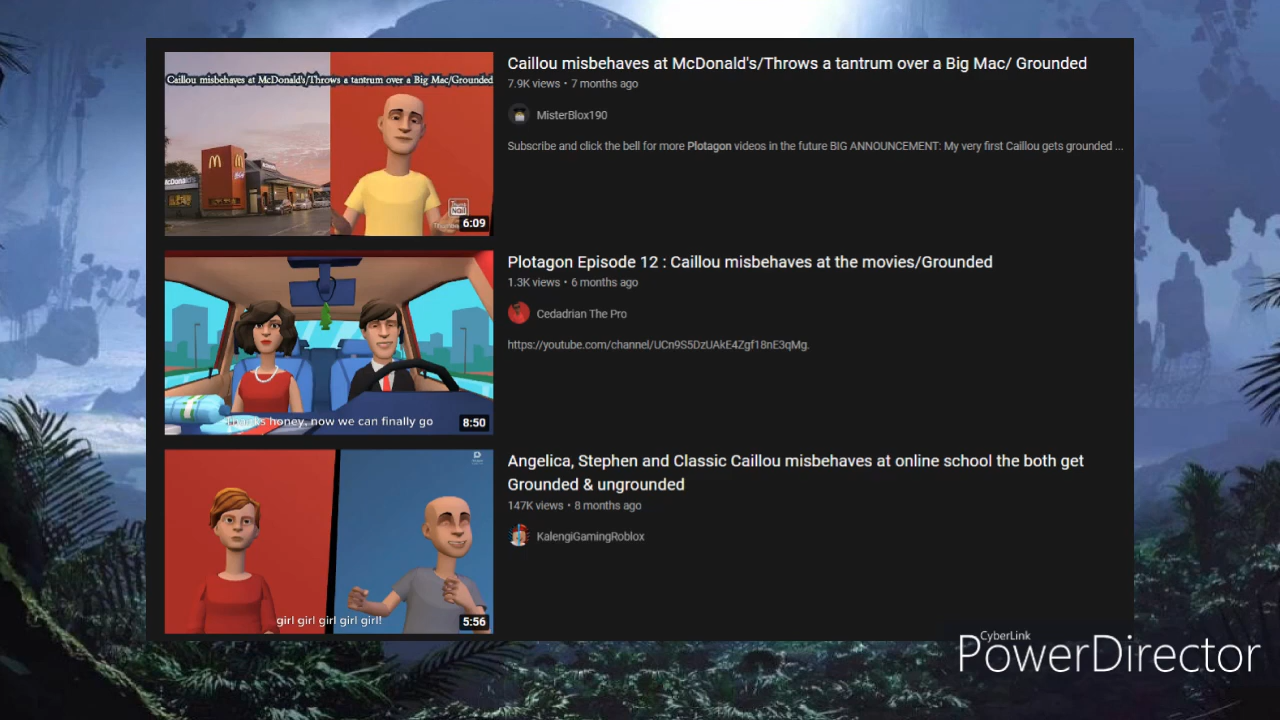 Caillou misbehaves at McDonald's/Throws a tantrum over a Big Mac/Grounded
McDonald's
6:09
Caillou misbehaves at McDonald's/Throws a tantrum over a Big Mac/ Grounded
7.9K views • 7 months ago
MisterBlox190
Subscribe and click the bell for more Plotagon videos in the future BIG ANNOUNCEMENT: My very first Caillou gets grounded ...
Thanks honey, now we can finally go
8:50
Plotagon Episode 12 : Caillou misbehaves at the movies/Grounded
1.3K views • 6 months ago
Cedadrian The Pro
https://youtube.com/channel/UCn9S5DzUAkE4Zgf18nE3qMg.
girl girl girl girl girl!
5:56
Angelica, Stephen and Classic Caillou misbehaves at online school the both get
Grounded & ungrounded
147K views • 8 months ago
KalengiGamingRoblox
CyberLink
PowerDirector